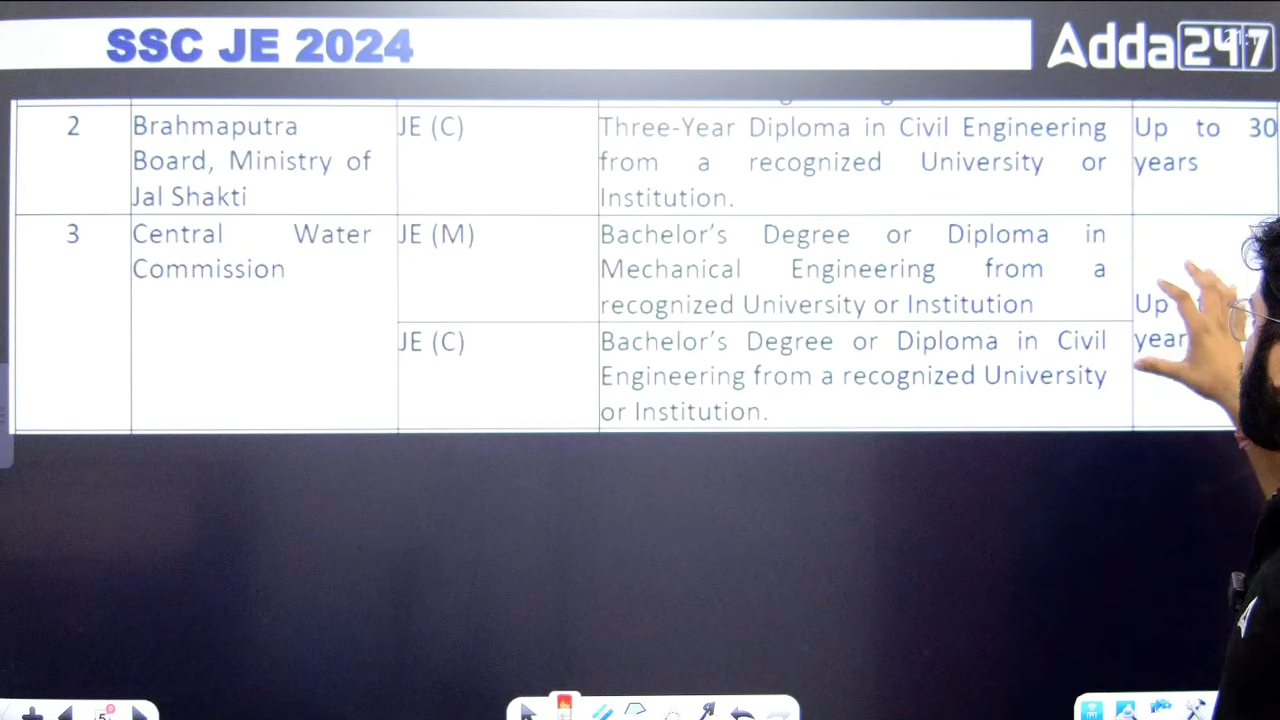 SSC JE 2024
Adda247
2
Brahmaputra
Board, Ministry of
Jal Shakti
JE (C)
Three-Year Diploma in Civil Engineering
from a recognized University or
Institution.
Up to 30
years
3
Central Water
Commission
JE (M)
Bachelor’s Degree or Diploma in
Mechanical Engineering from a
recognized University or Institution
Up
JE (C)
Bachelor’s Degree or Diploma in Civil
Engineering from a recognized University
or Institution.
5